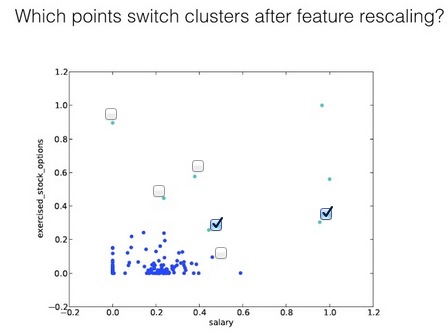 Which points switch clusters after feature rescaling?
1.2
1.0
0.8
0.6
0.4
0.2
0.0
−0.2
exercised_stock_options
−0.2 0.0 0.2 0.4 0.6 0.8 1.0 1.2
salary